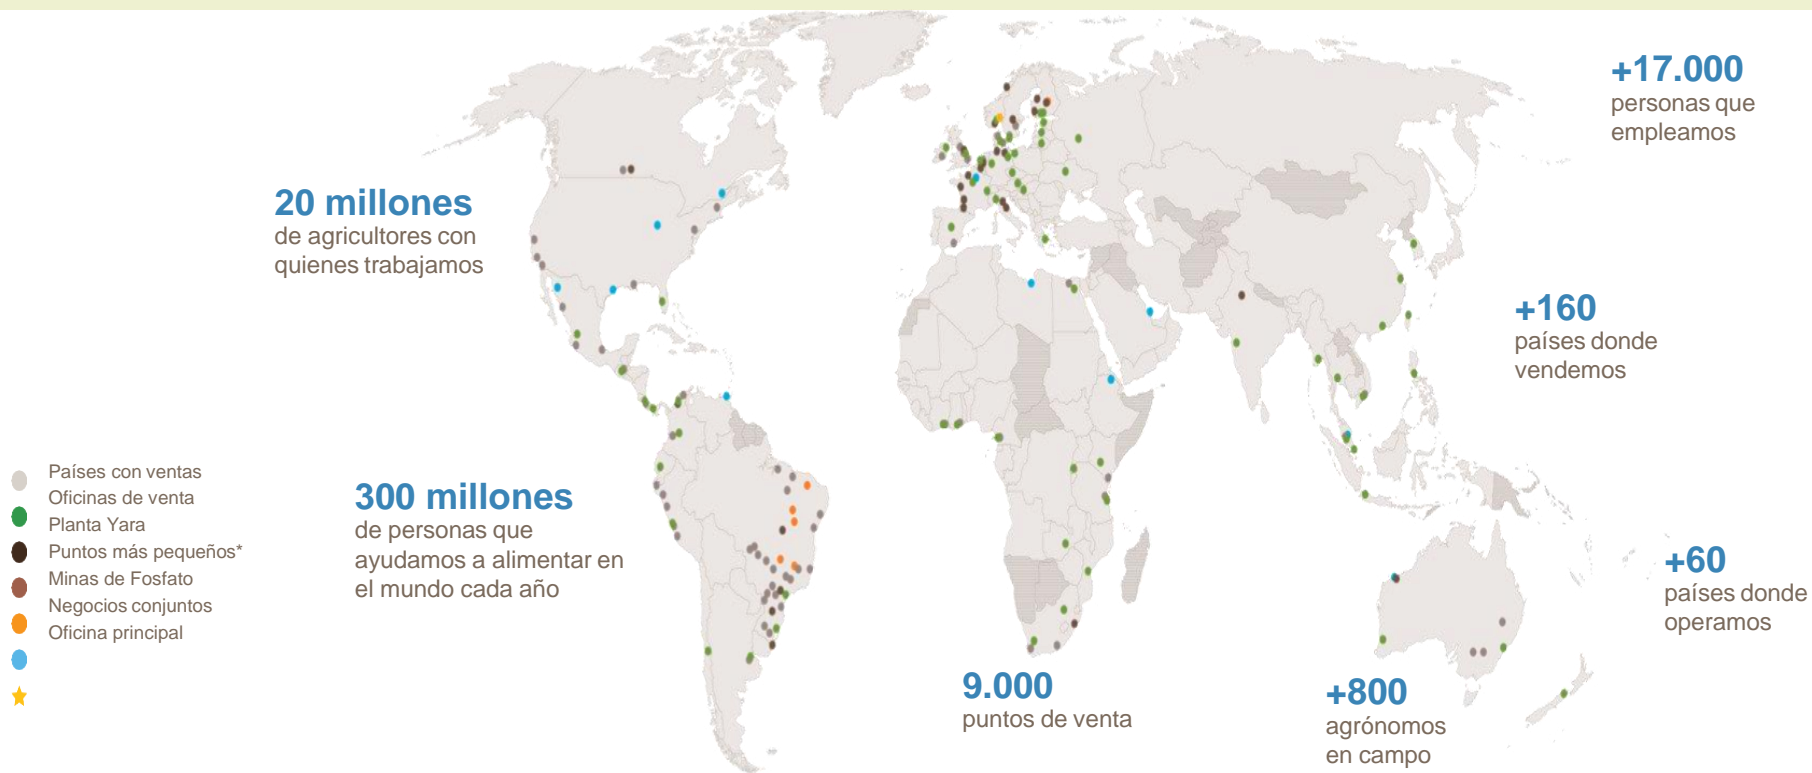 +17.000
personas que
empleamos
20 millones
de agricultores con
quienes trabajamos
+160
países donde
vendemos
Países con ventas
Oficinas de venta
Planta Yara
Puntos más pequeños*
Minas de Fosfato
Negocios conjuntos
Oficina principal
300 millones
de personas que
ayudamos a alimentar en
el mundo cada año
+60
países donde
operamos
9.000
puntos de venta
+800
agrónomos
en campo